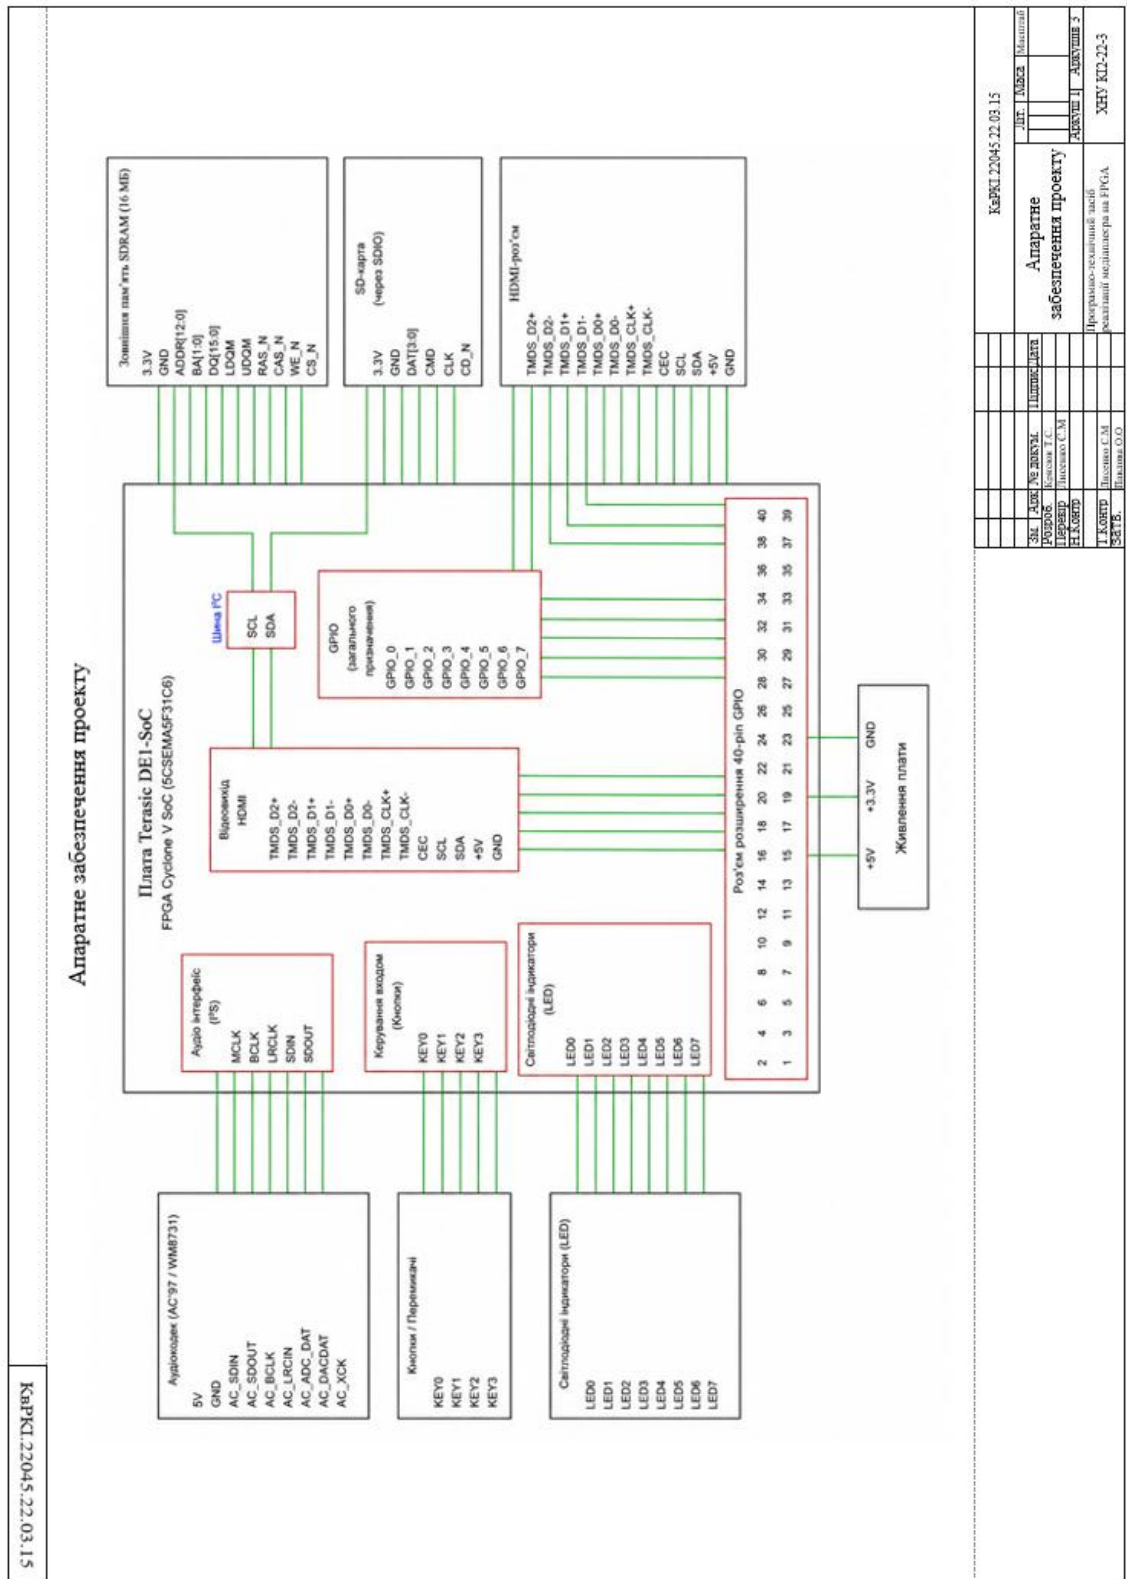 КвРКІ.22045.22.03.15
Апаратне забезпечення проекту
Аудіокодек (AC'97 / WM8731)
5V
GND
AC_SDIN
AC_SDOUT
AC_BCLK
AC_LRCIN
AC_ADC_DAT
AC_DACDAT
AC_XCK
Кнопки / Перемикачі
KEY0
KEY1
KEY2
KEY3
Світлодіодні індикатори (LED)
LED0
LED1
LED2
LED3
LED4
LED5
LED6
LED7
Плата Terasic DE1-SoC
FPGA Cyclone V SoC (5CSEMA5F31C6)
Аудіо інтерфейс
(I²S)
MCLK
BCLK
LRCLK
SDIN
SDOUT
Керування входом
(Кнопки)
KEY0
KEY1
KEY2
KEY3
Світлодіодні індикатори
(LED)
LED0
LED1
LED2
LED3
LED4
LED5
LED6
LED7
Відеовихід
HDMI
TMDS_D2+
TMDS_D2-
TMDS_D1+
TMDS_D1-
TMDS_D0+
TMDS_D0-
TMDS_CLK+
TMDS_CLK-
CEC
SCL
SDA
+5V
GND
Шина I²C
SCL
SDA
GPIO
(загального
призначення)
GPIO_0
GPIO_1
GPIO_2
GPIO_3
GPIO_4
GPIO_5
GPIO_6
GPIO_7
Роз'єм розширення 40-pin GPIO
2 4 6 8 10 12 14 16 18 20 22 24 26 28 30 32 34 36 38 40
1 3 5 7 9 11 13 15 17 19 21 23 25 27 29 31 33 35 37 39
+5V +3.3V GND
Живлення плати
Зовнішня пам'ять SDRAM (16 МБ)
3.3V
GND
ADDR[12:0]
BA[1:0]
DQ[15:0]
LDQM
UDQM
RAS_N
CAS_N
WE_N
CS_N
SD-карта
(через SDIO)
3.3V
GND
DAT[3:0]
CMD
CLK
CD_N
HDMI-роз'єм
TMDS_D2+
TMDS_D2-
TMDS_D1+
TMDS_D1-
TMDS_D0+
TMDS_D0-
TMDS_CLK+
TMDS_CLK-
CEC
SCL
SDA
+5V
GND
КвРКІ.22045.22.03.15
Зм. Арк № докум. Підпис Дата
Розроб.
Перевір Лисенко С.М
Н.Контр
Т.Контр Лисенко С.М
Затв. Павлова О.О
Апаратне
забезпечення проекту
Літ. Маса Масштаб
Аркуш 1 Аркушів 3
Програмно-технічний засіб
реалізації медіаплеєра на FPGA
ХНУ КІ2-22-3